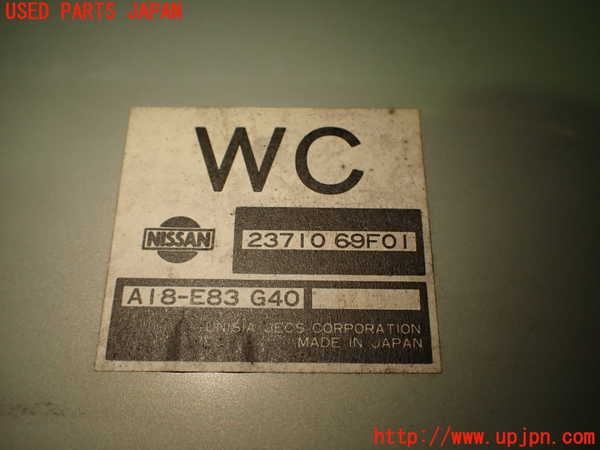 USED PARTS JAPAN
WC
NISSAN
23710 69F01
A18-E83 G40
UNISIA JECS CORPORATION
MADE IN JAPAN
http://www.upjpn.com/